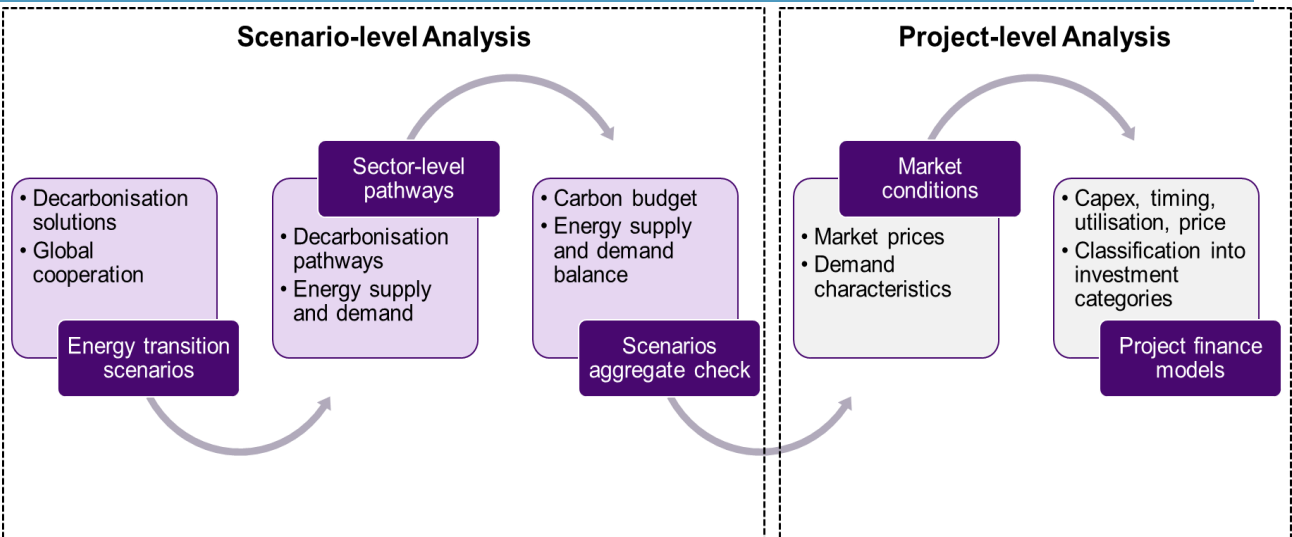 Scenario-level Analysis
• Decarbonisation
solutions
• Global
cooperation
Energy transition
scenarios
Sector-level
pathways
• Decarbonisation
pathways
• Energy supply
and demand
• Carbon budget
• Energy supply
and demand
balance
Scenarios
aggregate check
Project-level Analysis
Market
conditions
• Market prices
• Demand
characteristics
• Capex, timing,
utilisation, price
• Classification into
investment
categories
Project finance
models